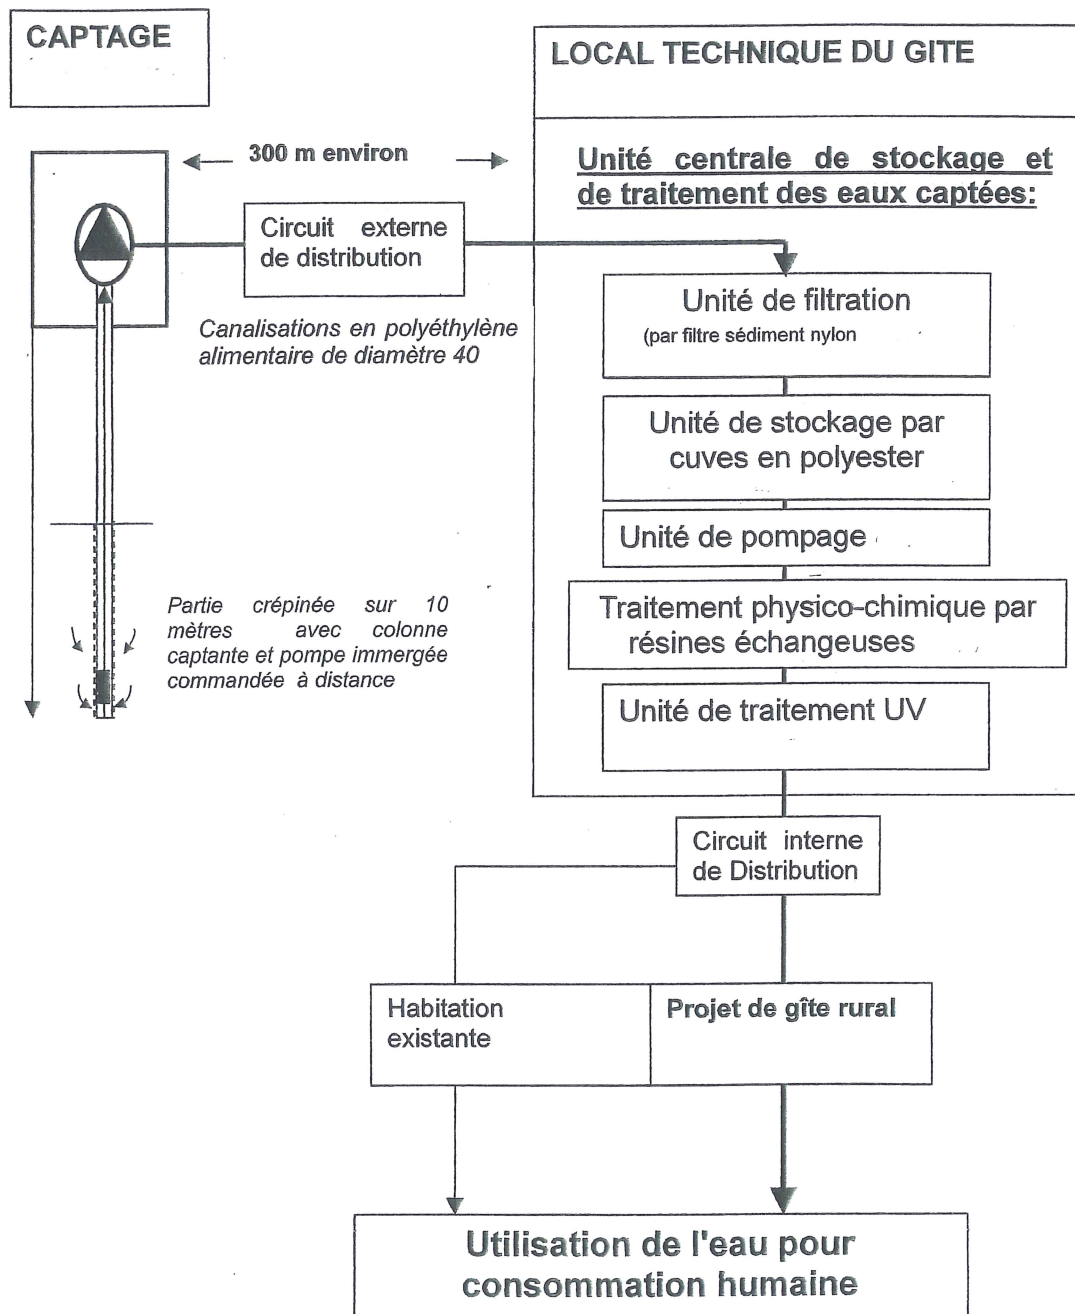 CAPTAGE
LOCAL TECHNIQUE DU GITE
300 m environ
Unité centrale de stockage et
de traitement des eaux captées:
Circuit externe
de distribution
Canalisations en polyéthylène
alimentaire de diamètre 40
Unité de filtration
(par filtre sédiment nylon
Unité de stockage par
cuves en polyester
Unité de pompage
Partie crépinée sur 10
mètres avec colonne
captante et pompe immergée
commandée à distance
Traitement physico-chimique par
résines échangeuses
Unité de traitement UV
Circuit interne
de Distribution
Habitation
existante
Projet de gîte rural
Utilisation de l'eau pour
consommation humaine